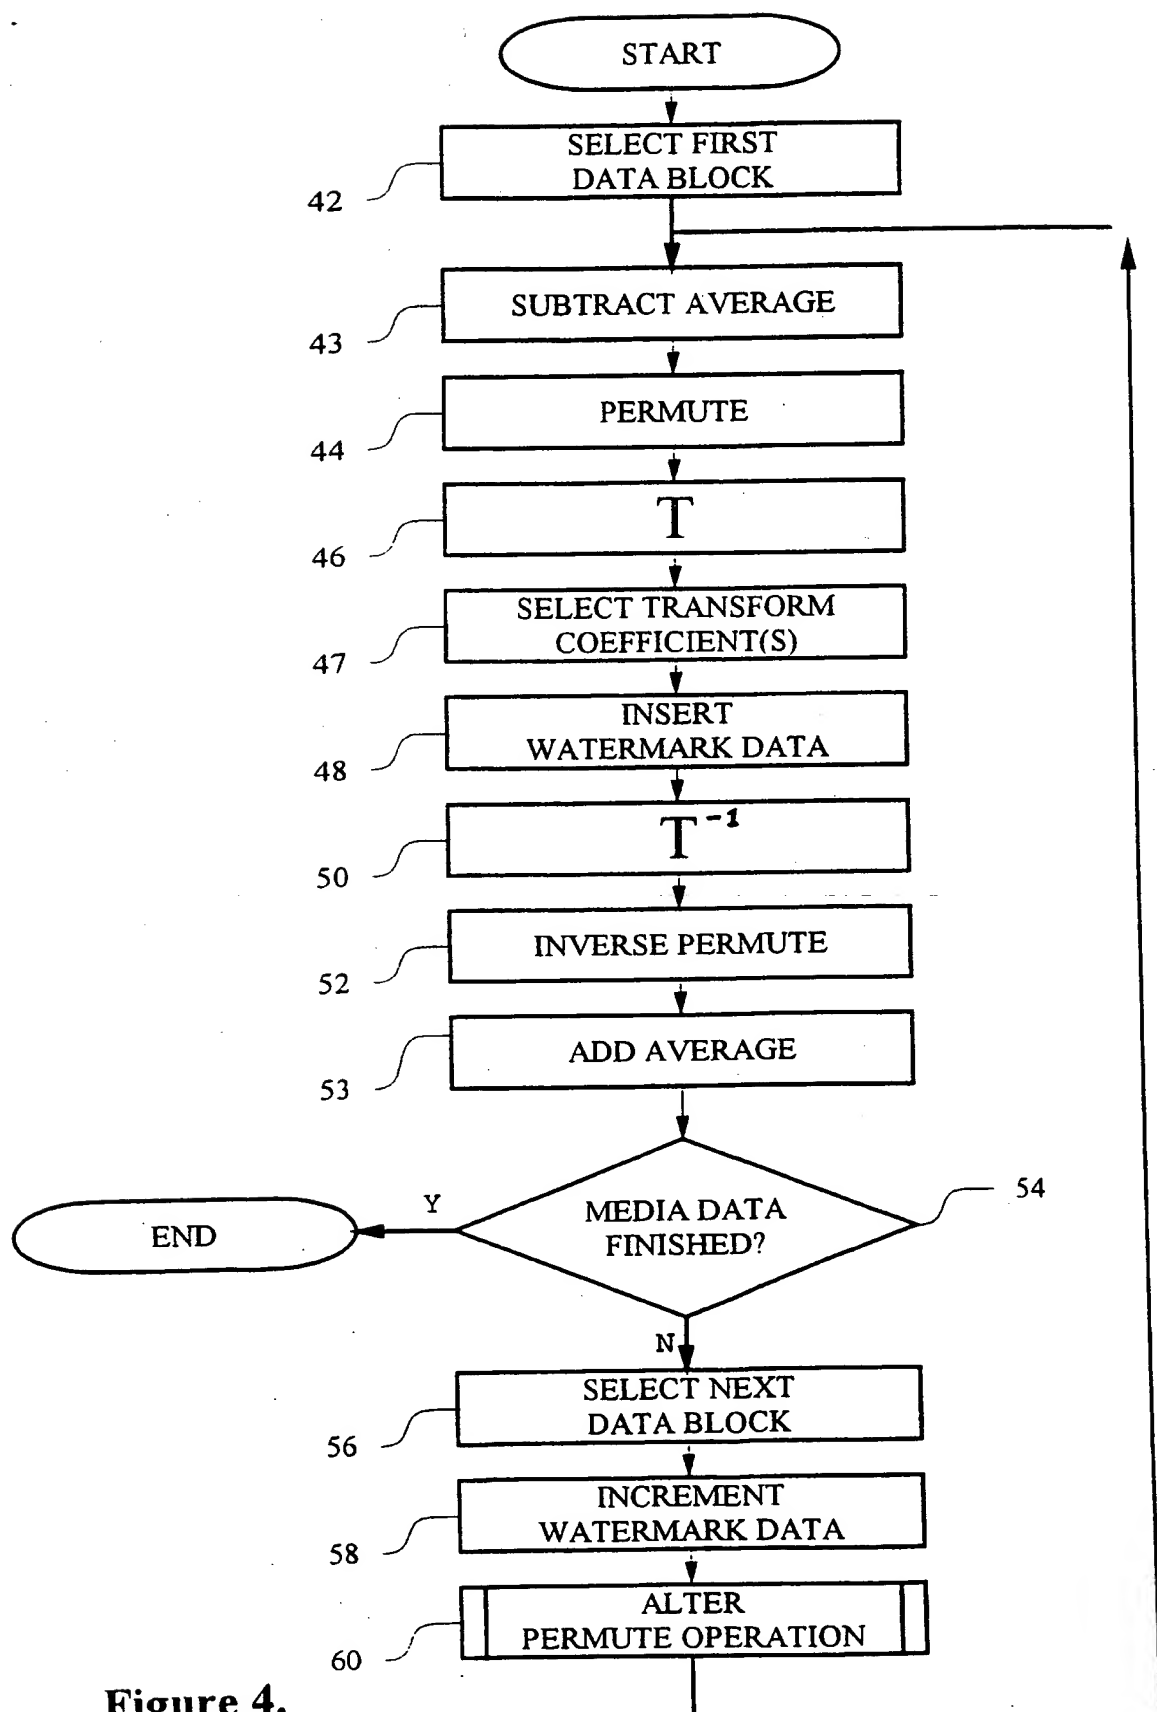 START
SELECT FIRST
DATA BLOCK
42
SUBTRACT AVERAGE
43
PERMUTE
44
T
46
SELECT TRANSFORM
COEFFICIENT(S)
47
INSERT
WATERMARK DATA
48
T -1
50
INVERSE PERMUTE
52
ADD AVERAGE
53
MEDIA DATA
FINISHED?
54
Y
END
N
SELECT NEXT
DATA BLOCK
56
INCREMENT
WATERMARK DATA
58
ALTER
PERMUTE OPERATION
60
Figure 4.